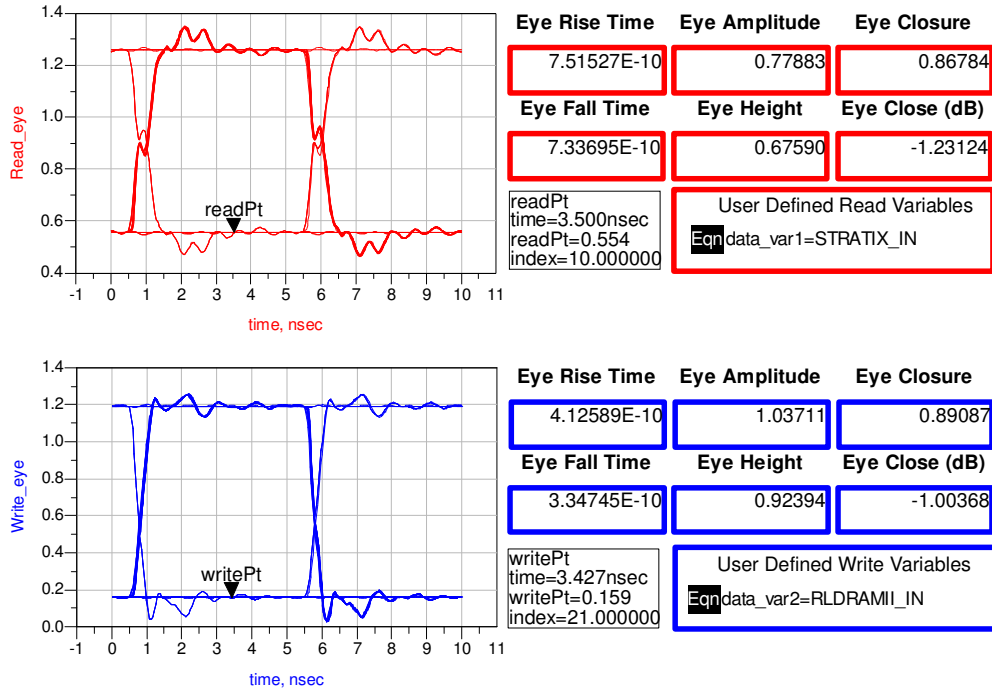 Eye Rise Time Eye Amplitude Eye Closure
7.51527E-10 0.77883 0.86784
Eye Fall Time Eye Height Eye Close (dB)
7.33695E-10 0.67590 -1.23124
1.4
1.2
1.0
0.8
0.6
0.4
Read_eye
readPt
-1 0 1 2 3 4 5 6 7 8 9 10 11
time, nsec
readPt
time=3.500nsec
readPt=0.554
index=10.000000
User Defined Read Variables
Eqn data_var1=STRATIX_IN
Eye Rise Time Eye Amplitude Eye Closure
4.12589E-10 1.03711 0.89087
Eye Fall Time Eye Height Eye Close (dB)
3.34745E-10 0.92394 -1.00368
1.4
1.2
1.0
0.8
0.6
0.4
0.2
0.0
Write_eye
writePt
-1 0 1 2 3 4 5 6 7 8 9 10 11
time, nsec
writePt
time=3.427nsec
writePt=0.159
index=21.000000
User Defined Write Variables
Eqn data_var2=RLDRAMII_IN